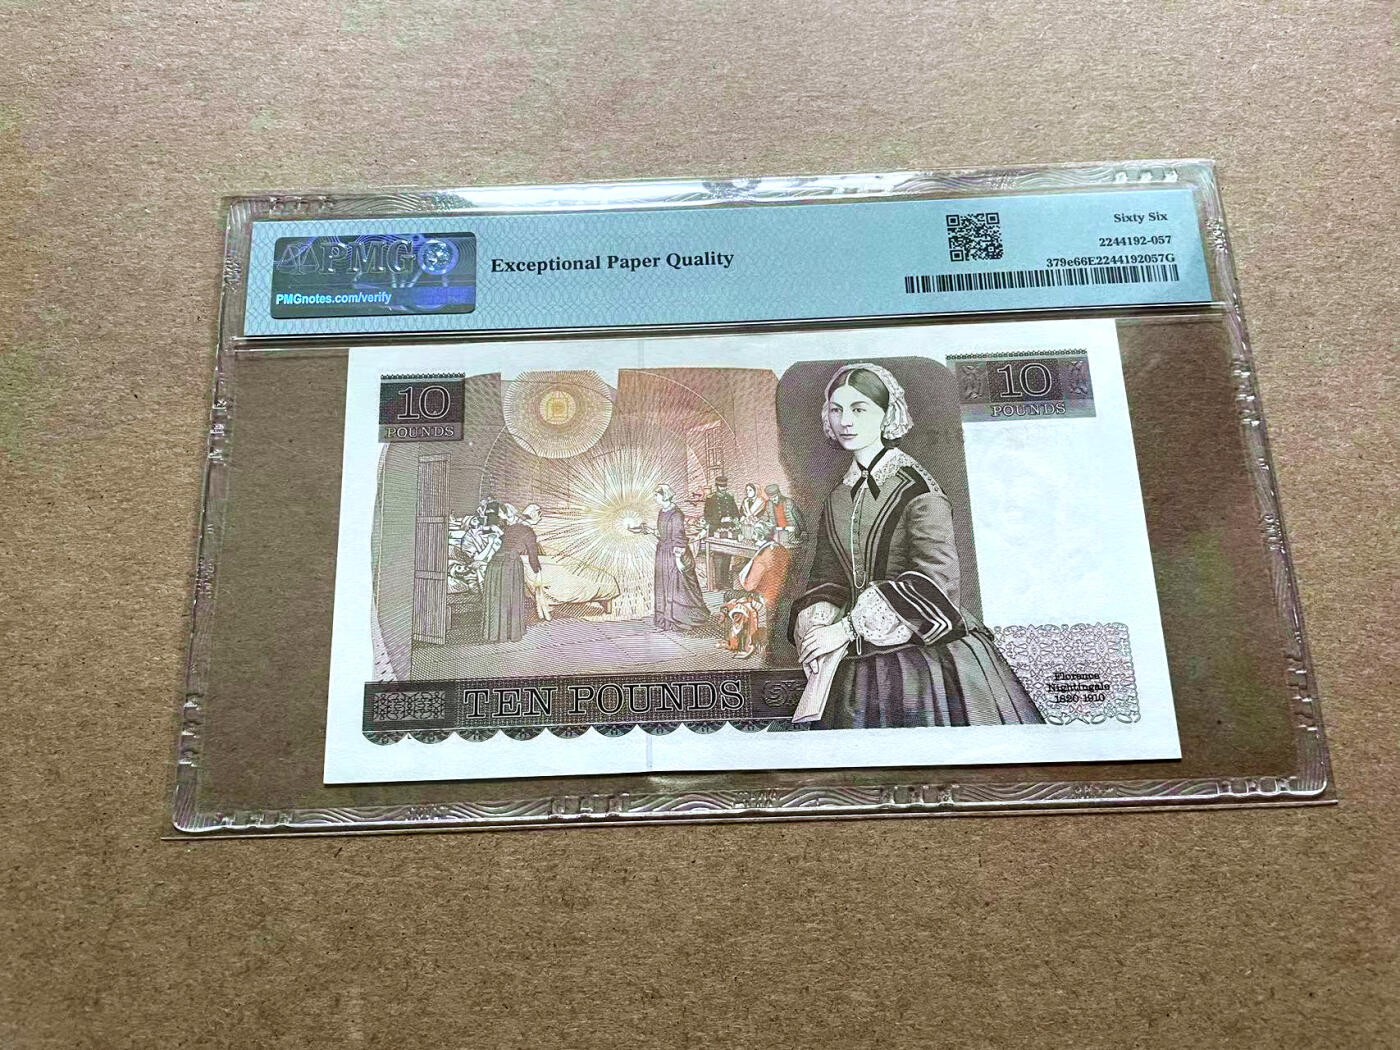 PMG
PMGnotes.com/verify
Exceptional Paper Quality
Sixty Six
2244192-057
379e66E2244192057G
10
POUNDS
10
POUNDS
TEN POUNDS
Florence
Nightingale
1820-1910